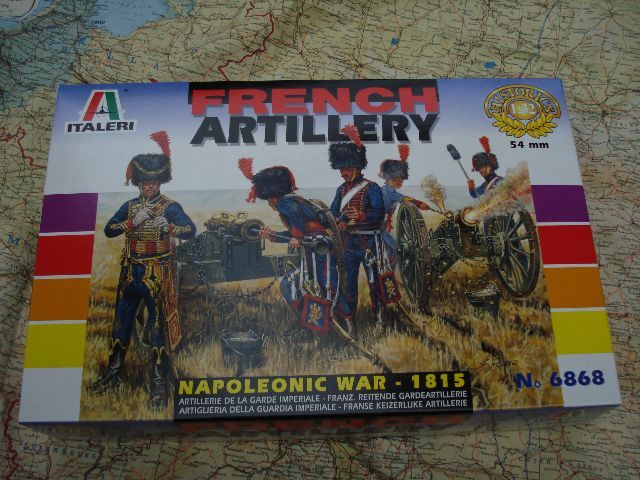 ITALERI
FRENCH
ARTILLERY
HISTORICS
1:32
54 mm
NAPOLEONIC WAR - 1815
ARTILLERIE DE LA GARDE IMPERIALE - FRANZ. REITENDE GARDEARTILLERIE
ARTIGLIERIA DELLA GUARDIA IMPERIALE - FRANSE KEIZERLIJKE ARTILLERIE
No 6868